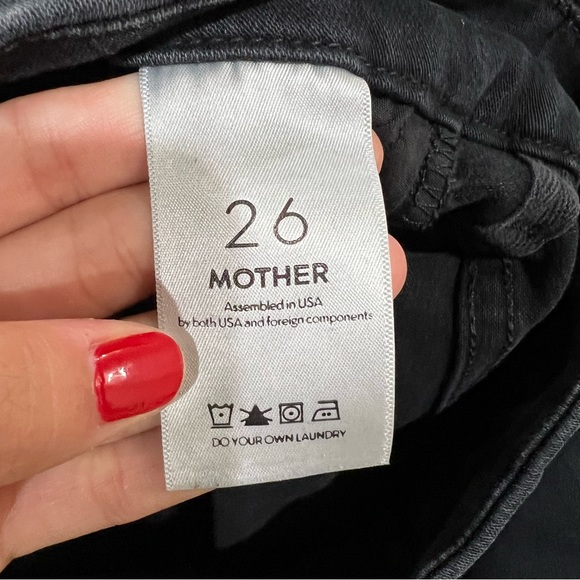 26
MOTHER
Assembled in USA
by both USA and foreign components
DO YOUR OWN LAUNDRY